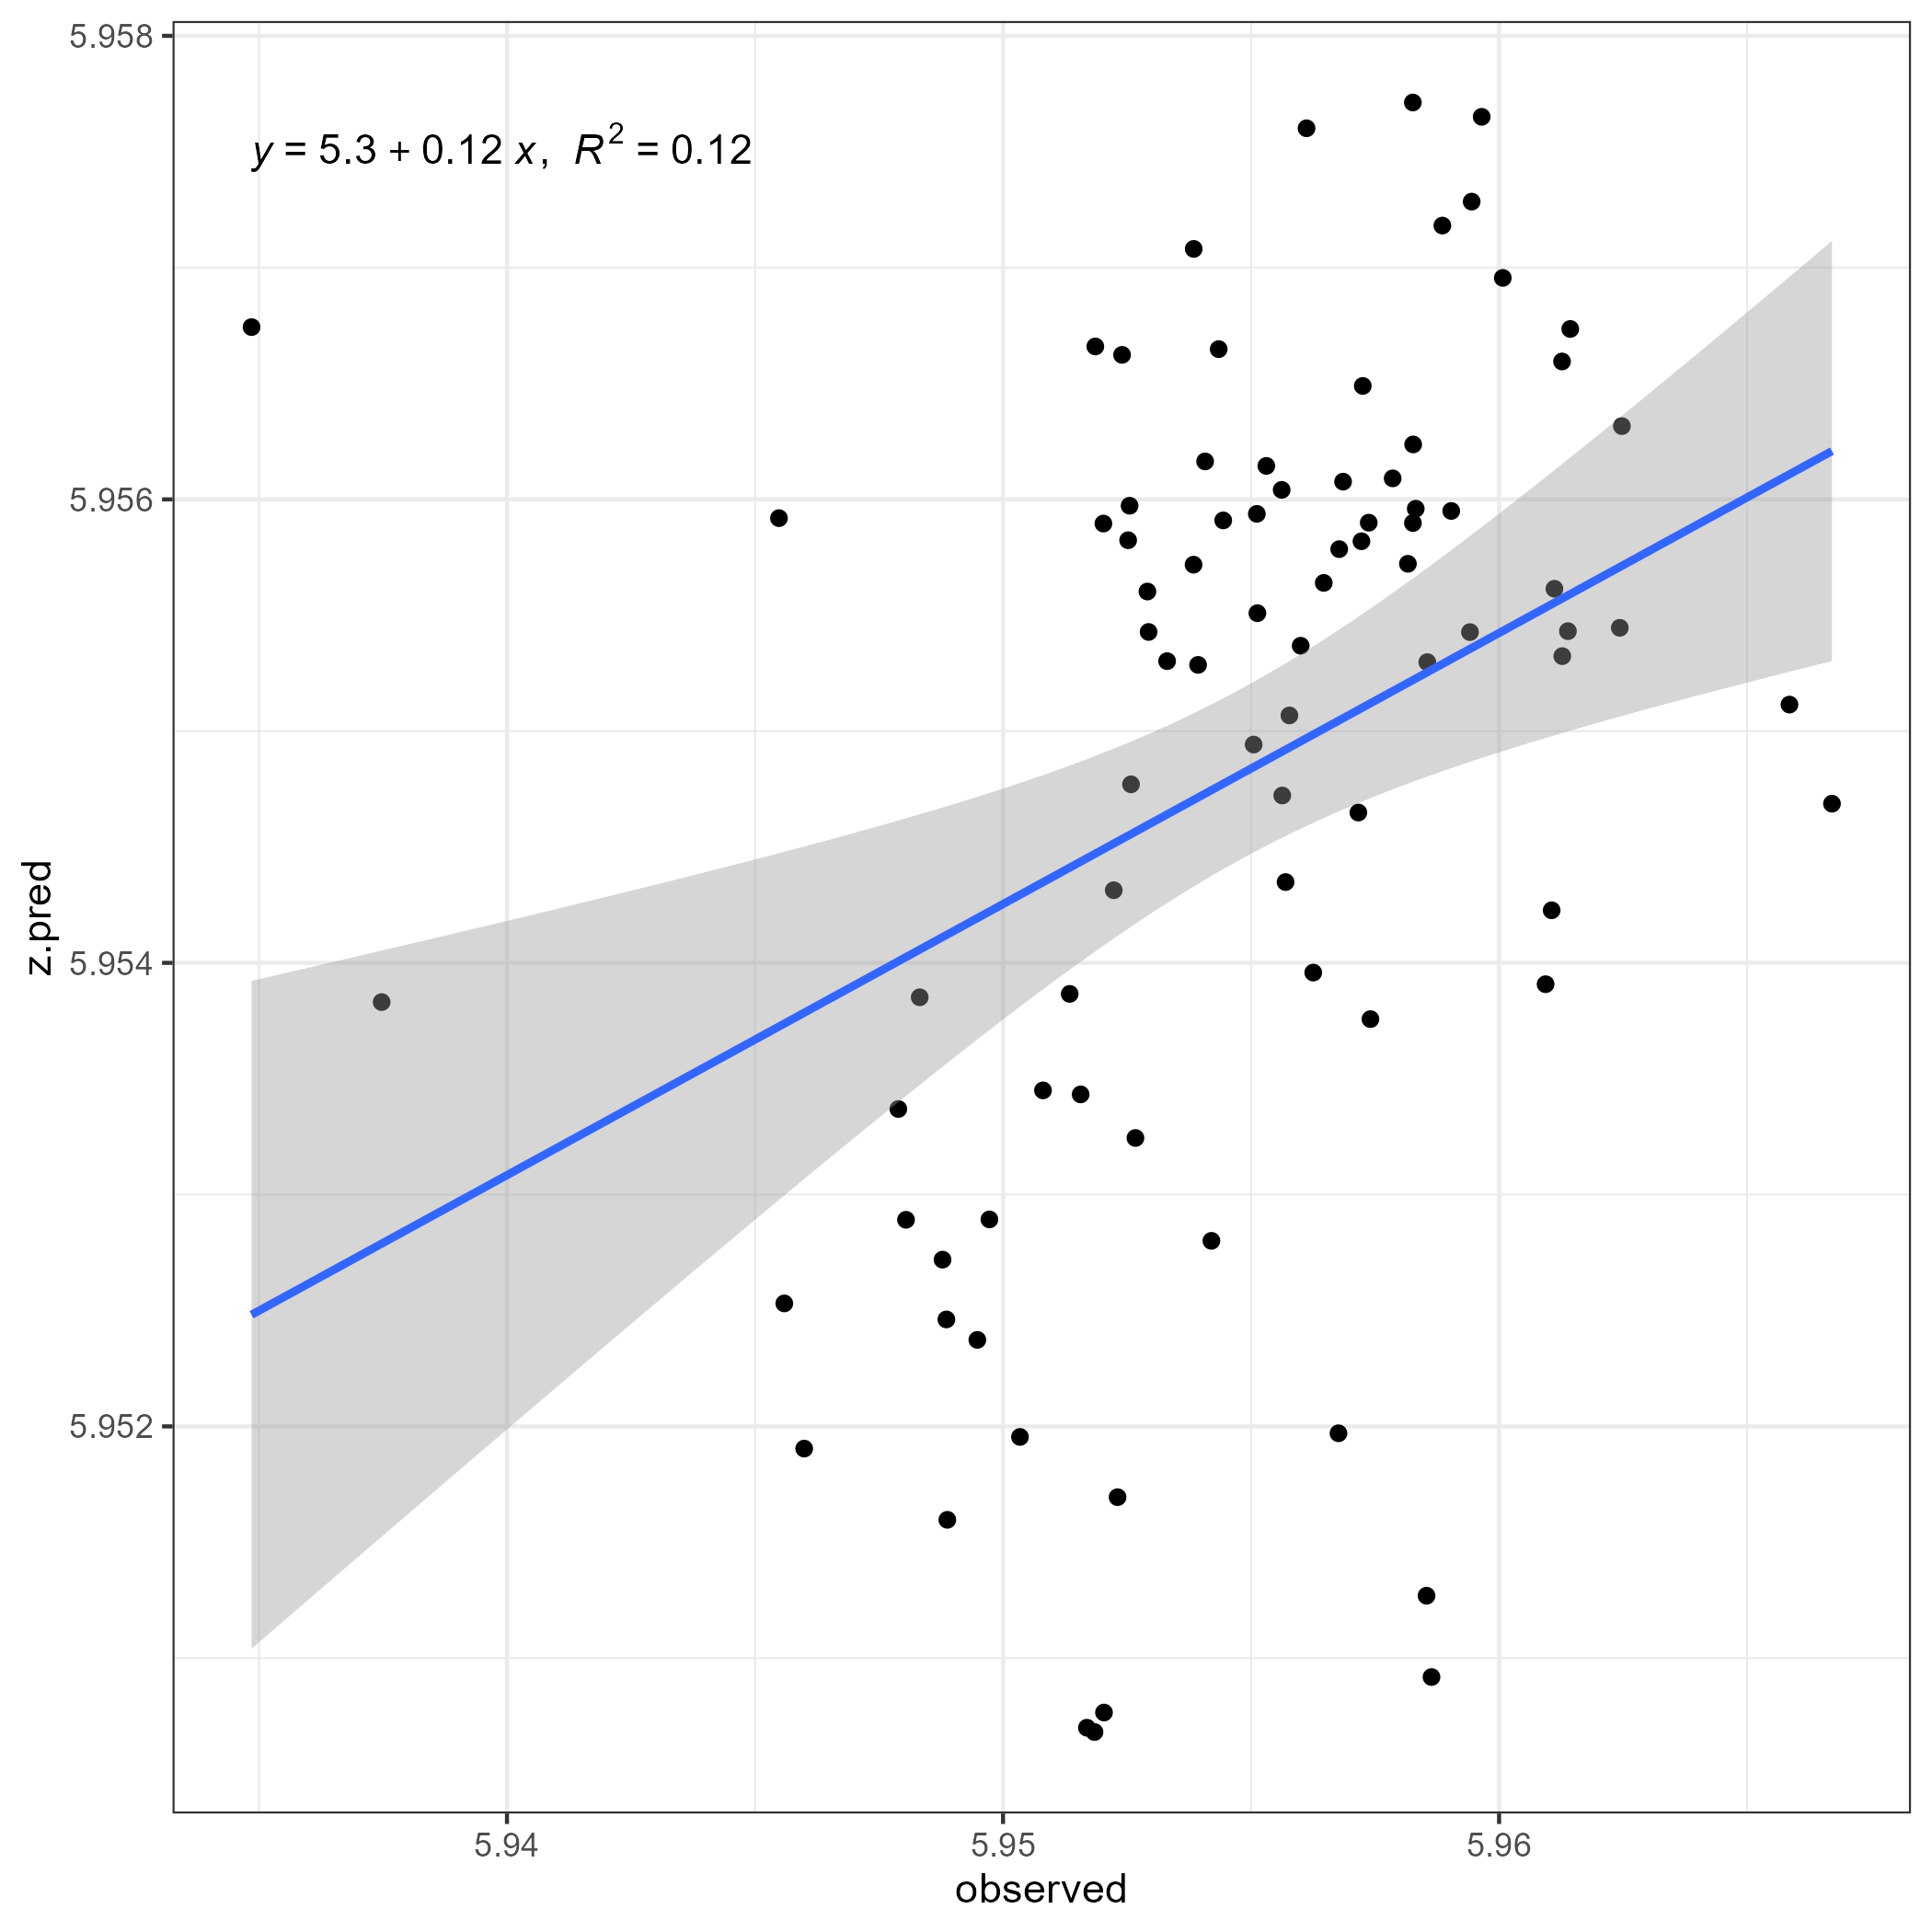 5.958
y = 5.3 + 0.12 x, R² = 0.12
5.956
z.pred
5.954
5.952
5.94 5.95 5.96
observed